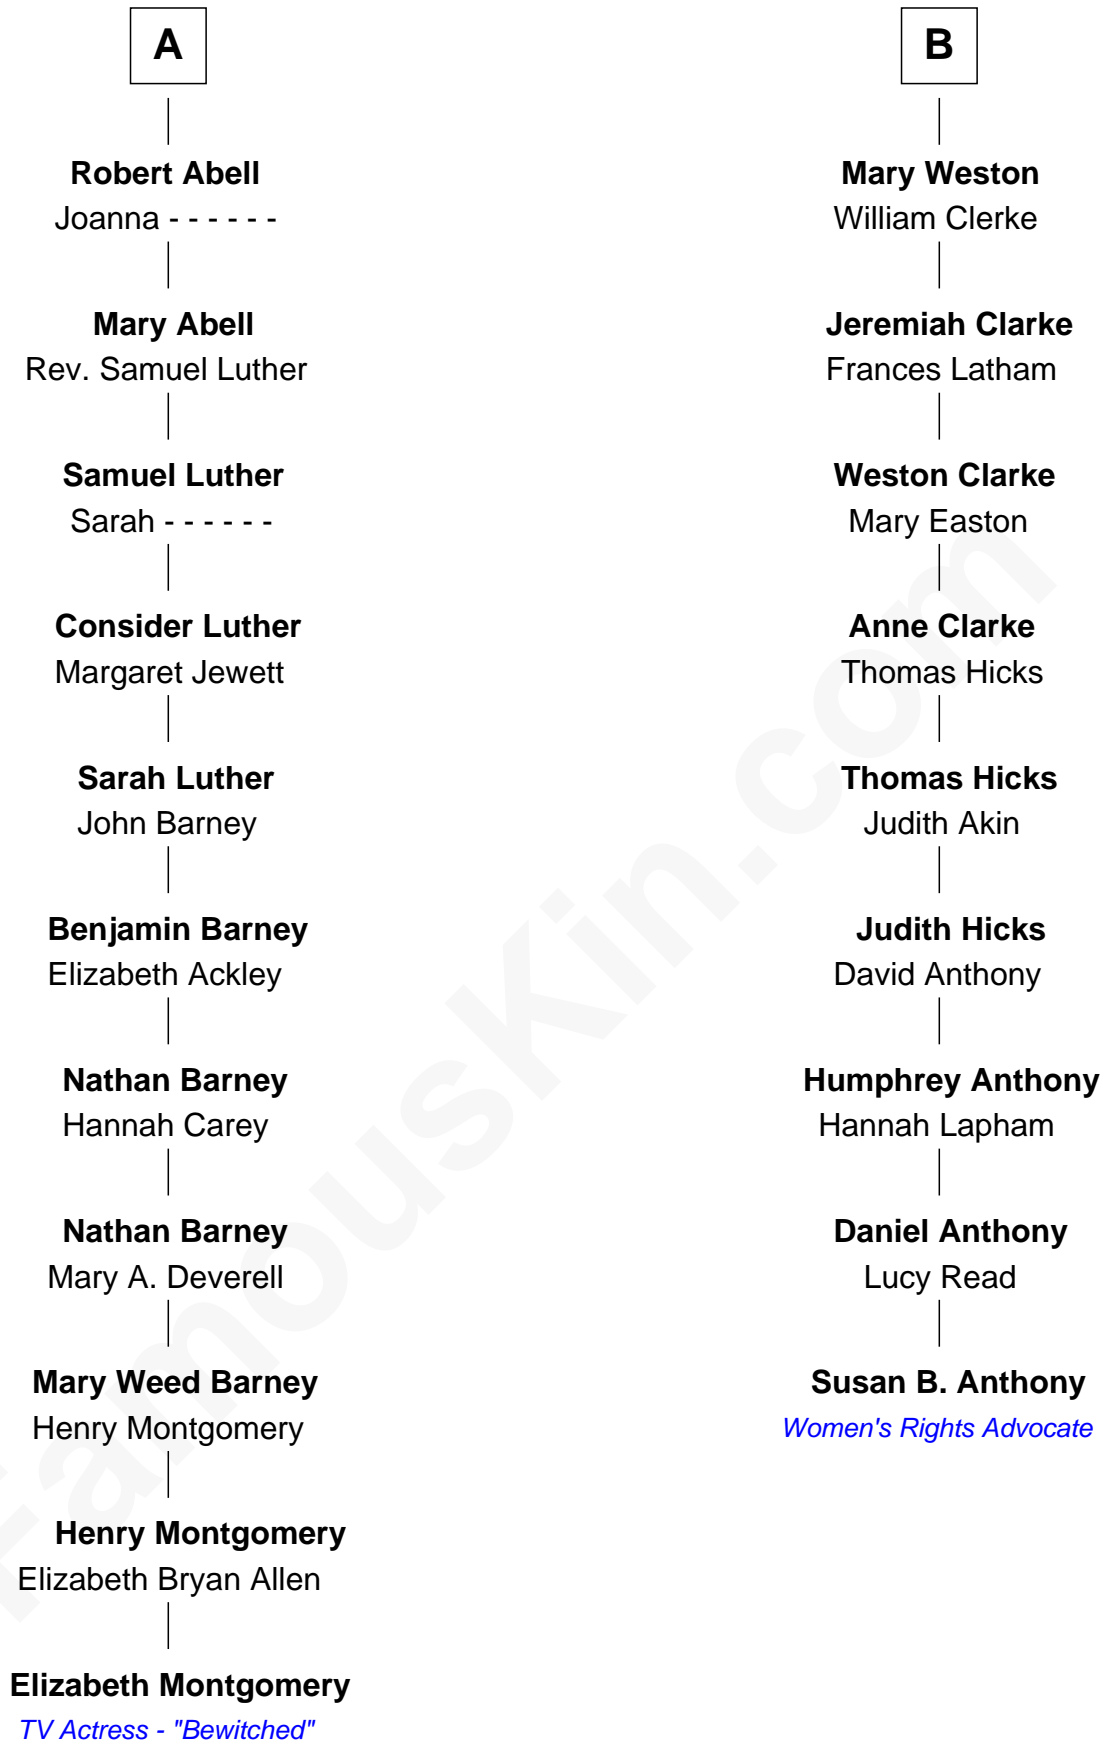 A
Robert Abell
Joanna - - - - - -
Mary Abell
Rev. Samuel Luther
Samuel Luther
Sarah - - - - - -
Consider Luther
Margaret Jewett
Sarah Luther
John Barney
Benjamin Barney
Elizabeth Ackley
Nathan Barney
Hannah Carey
Nathan Barney
Mary A. Deverell
Mary Weed Barney
Henry Montgomery
Henry Montgomery
Elizabeth Bryan Allen
Elizabeth Montgomery
TV Actress - "Bewitched"
B
Mary Weston
William Clerke
Jeremiah Clarke
Frances Latham
Weston Clarke
Mary Easton
Anne Clarke
Thomas Hicks
Thomas Hicks
Judith Akin
Judith Hicks
David Anthony
Humphrey Anthony
Hannah Lapham
Daniel Anthony
Lucy Read
Susan B. Anthony
Women's Rights Advocate
FamousKin.com